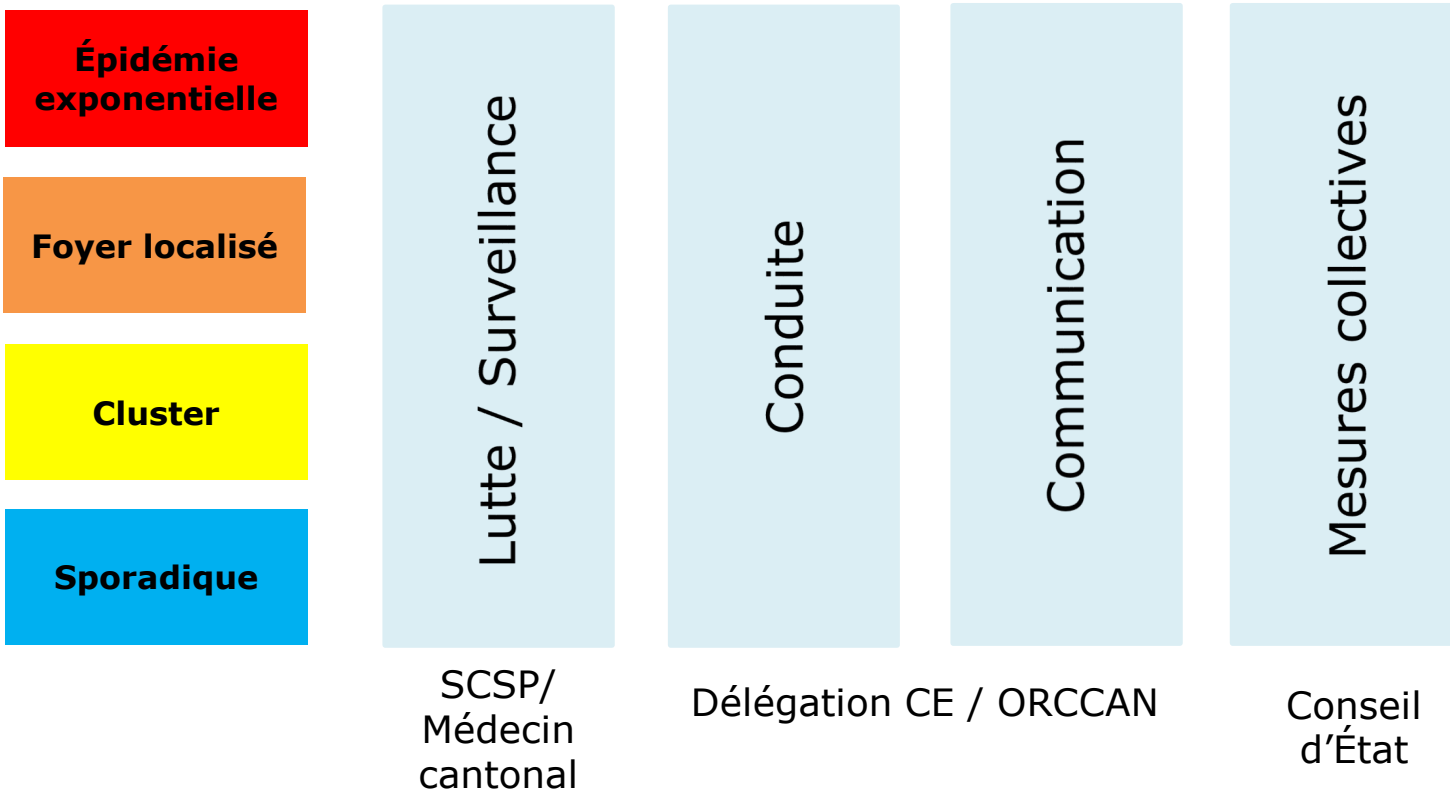 Épidémie
exponentielle
Foyer localisé
Cluster
Sporadique
Lutte / Surveillance
Conduite
Communication
Mesures collectives
SCSP/
Médecin
cantonal
Délégation CE / ORCCAN
Conseil
d’État